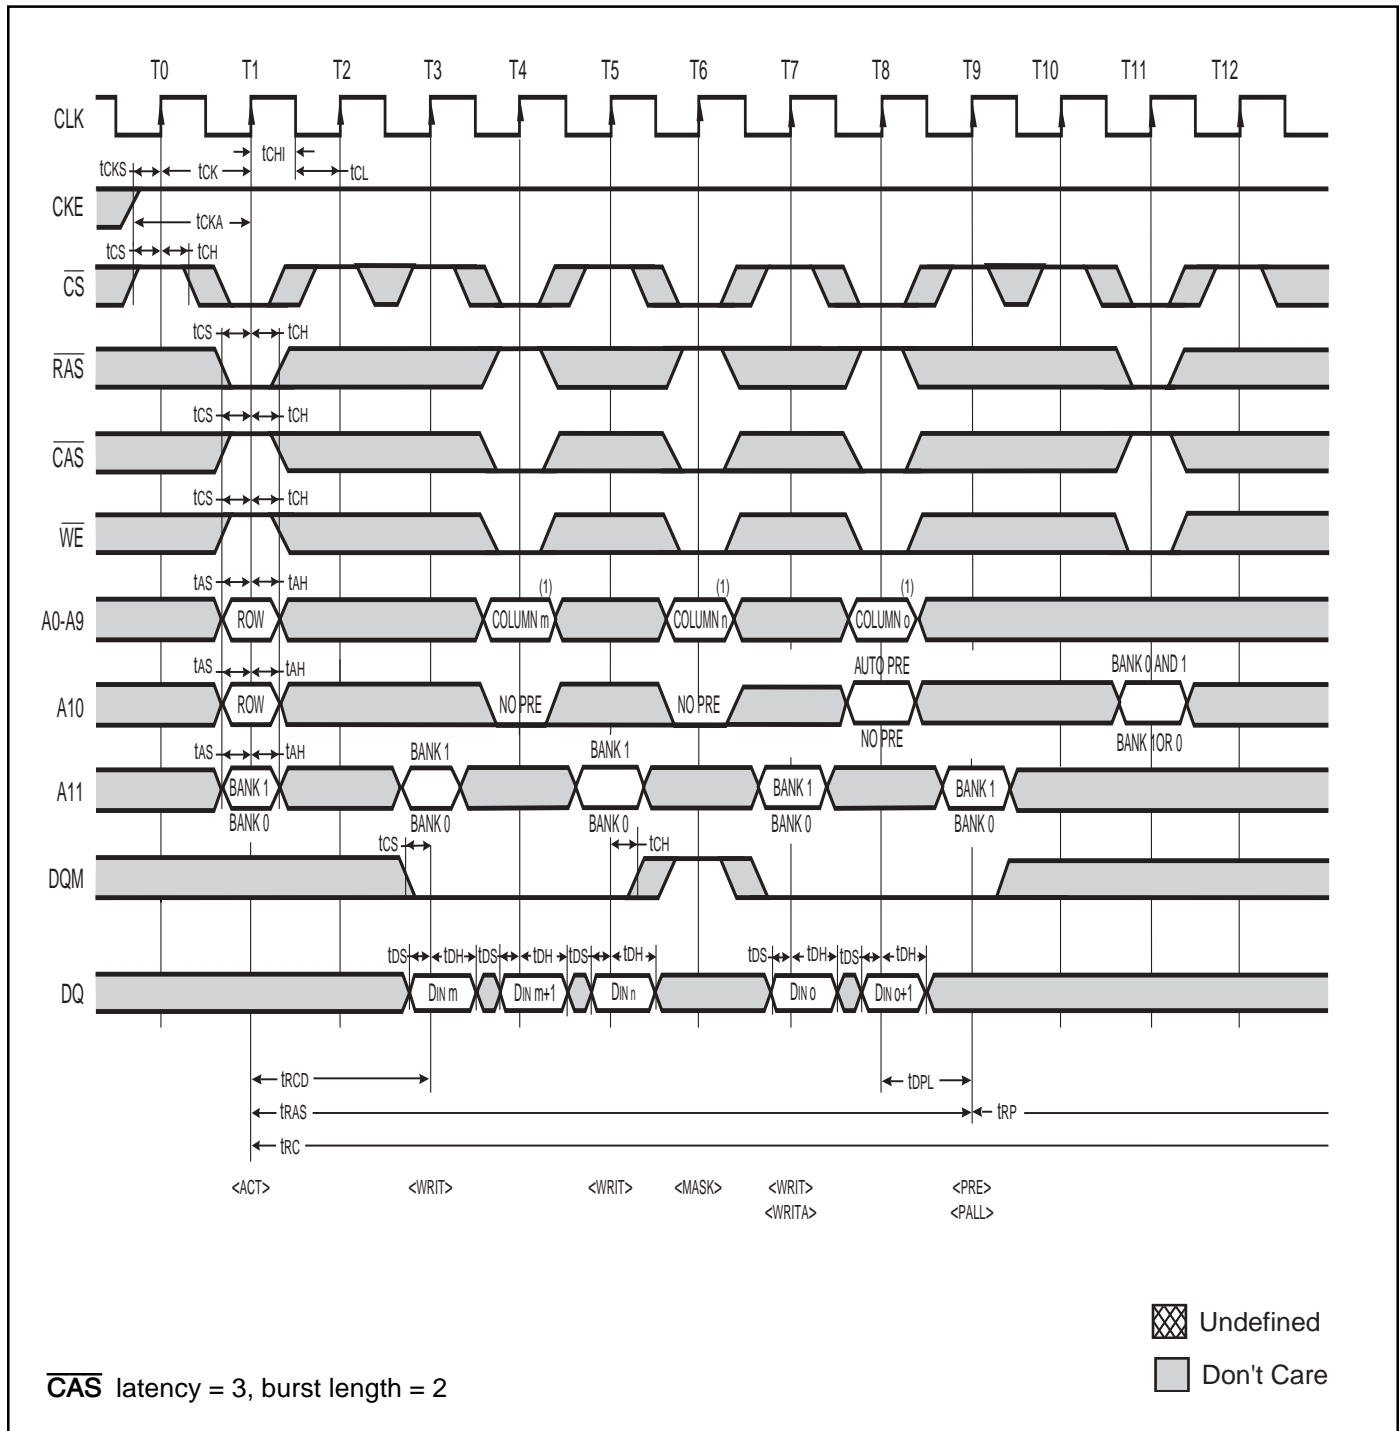 T0 T1 T2 T3 T4 T5 T6 T7 T8 T9 T10 T11 T12
CLK
tCHI
tCKS tCK tCL
CKE
tCKA
tCS tCH
CS
tCS tCH
RAS
tCS tCH
CAS
tCS tCH
WE
tAS tAH (1) (1) (1)
A0-A9 ROW COLUMN m COLUMN n COLUMN o
tAS tAH AUTO PRE BANK 0 AND 1
A10 ROW NO PRE NO PRE
NO PRE BANK 1OR 0
tAS tAH BANK 1 BANK 1
A11 BANK 1 BANK 1 BANK 1
BANK 0 BANK 0 BANK 0 BANK 0 BANK 0
tCS tCH
DQM
tDS tDH tDS tDH tDS tDH tDS tDH tDS tDH
DQ DIN m DIN m+1 DIN n DIN o DIN o+1
tRCD tDPL
tRAS tRP
tRC
<ACT> <WRIT> <WRIT> <MASK> <WRIT> <PRE>
<WRITA> <PALL>
Undefined
Don't Care
CAS latency = 3, burst length = 2